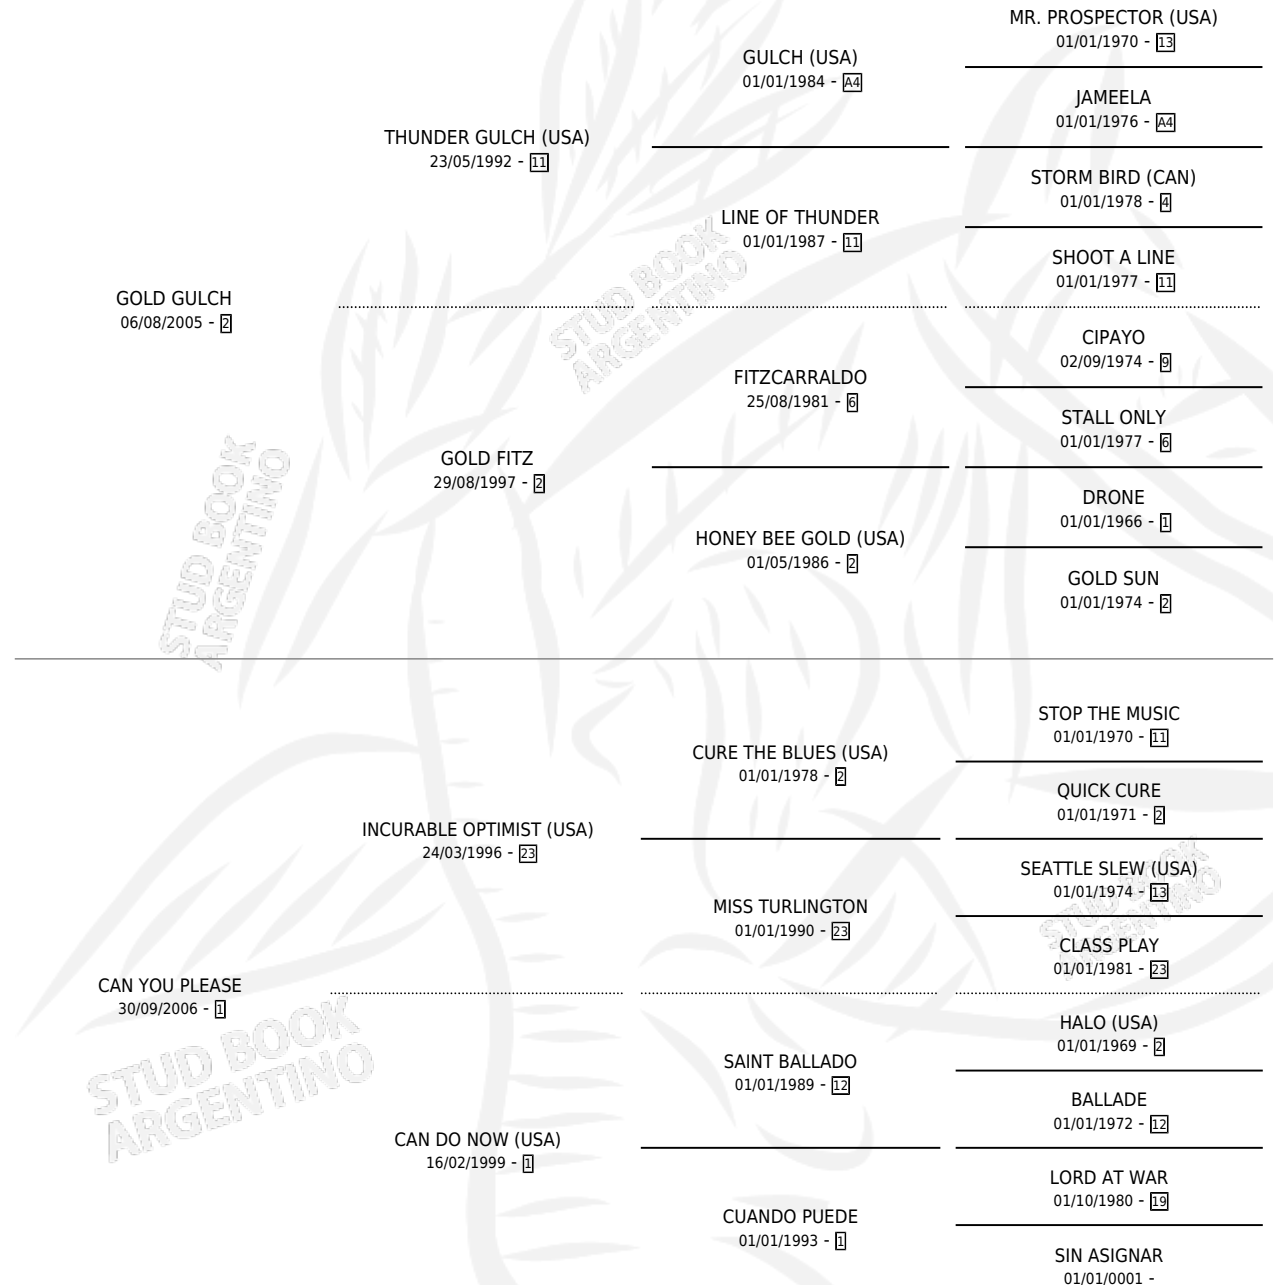 MR. PROSPECTOR (USA)
01/01/1970 - 13
GULCH (USA)
01/01/1984 - A4
JAMEELA
01/01/1976 - A4
THUNDER GULCH (USA)
23/05/1992 - 11
STORM BIRD (CAN)
01/01/1978 - 4
LINE OF THUNDER
01/01/1987 - 11
SHOOT A LINE
01/01/1977 - 11
GOLD GULCH
06/08/2005 - 2
CIPAYO
02/09/1974 - 9
FITZCARRALDO
25/08/1981 - 6
STALL ONLY
01/01/1977 - 6
GOLD FITZ
29/08/1997 - 2
DRONE
01/01/1966 - 1
HONEY BEE GOLD (USA)
01/05/1986 - 2
GOLD SUN
01/01/1974 - 2
STOP THE MUSIC
01/01/1970 - 11
CURE THE BLUES (USA)
01/01/1978 - 2
QUICK CURE
01/01/1971 - 2
INCURABLE OPTIMIST (USA)
24/03/1996 - 23
SEATTLE SLEW (USA)
01/01/1974 - 13
MISS TURLINGTON
01/01/1990 - 23
CLASS PLAY
01/01/1981 - 23
CAN YOU PLEASE
30/09/2006 - 1
HALO (USA)
01/01/1969 - 2
SAINT BALLADO
01/01/1989 - 12
BALLADE
01/01/1972 - 12
CAN DO NOW (USA)
16/02/1999 - 1
LORD AT WAR
01/10/1980 - 19
CUANDO PUEDE
01/01/1993 - 1
SIN ASIGNAR
01/01/0001 -
STUD BOOK
ARGENTINO
STUD BOOK
ARGENTINO
STUD BOOK
ARGENTINO
STUD BOOK
ARGENTINO